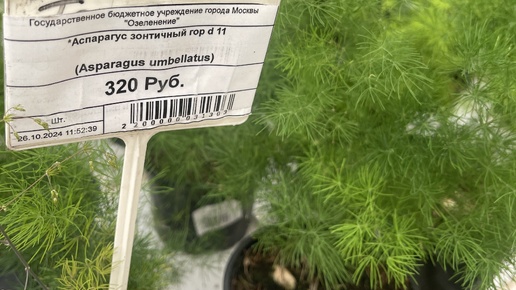 Государственное бюджетное учреждение города Москвы
"Озеленение"
*Аспарагус зонтичный гор d 11
(Asparagus umbellatus)
320 Руб.
шт.
26.10.2024 11:52:39